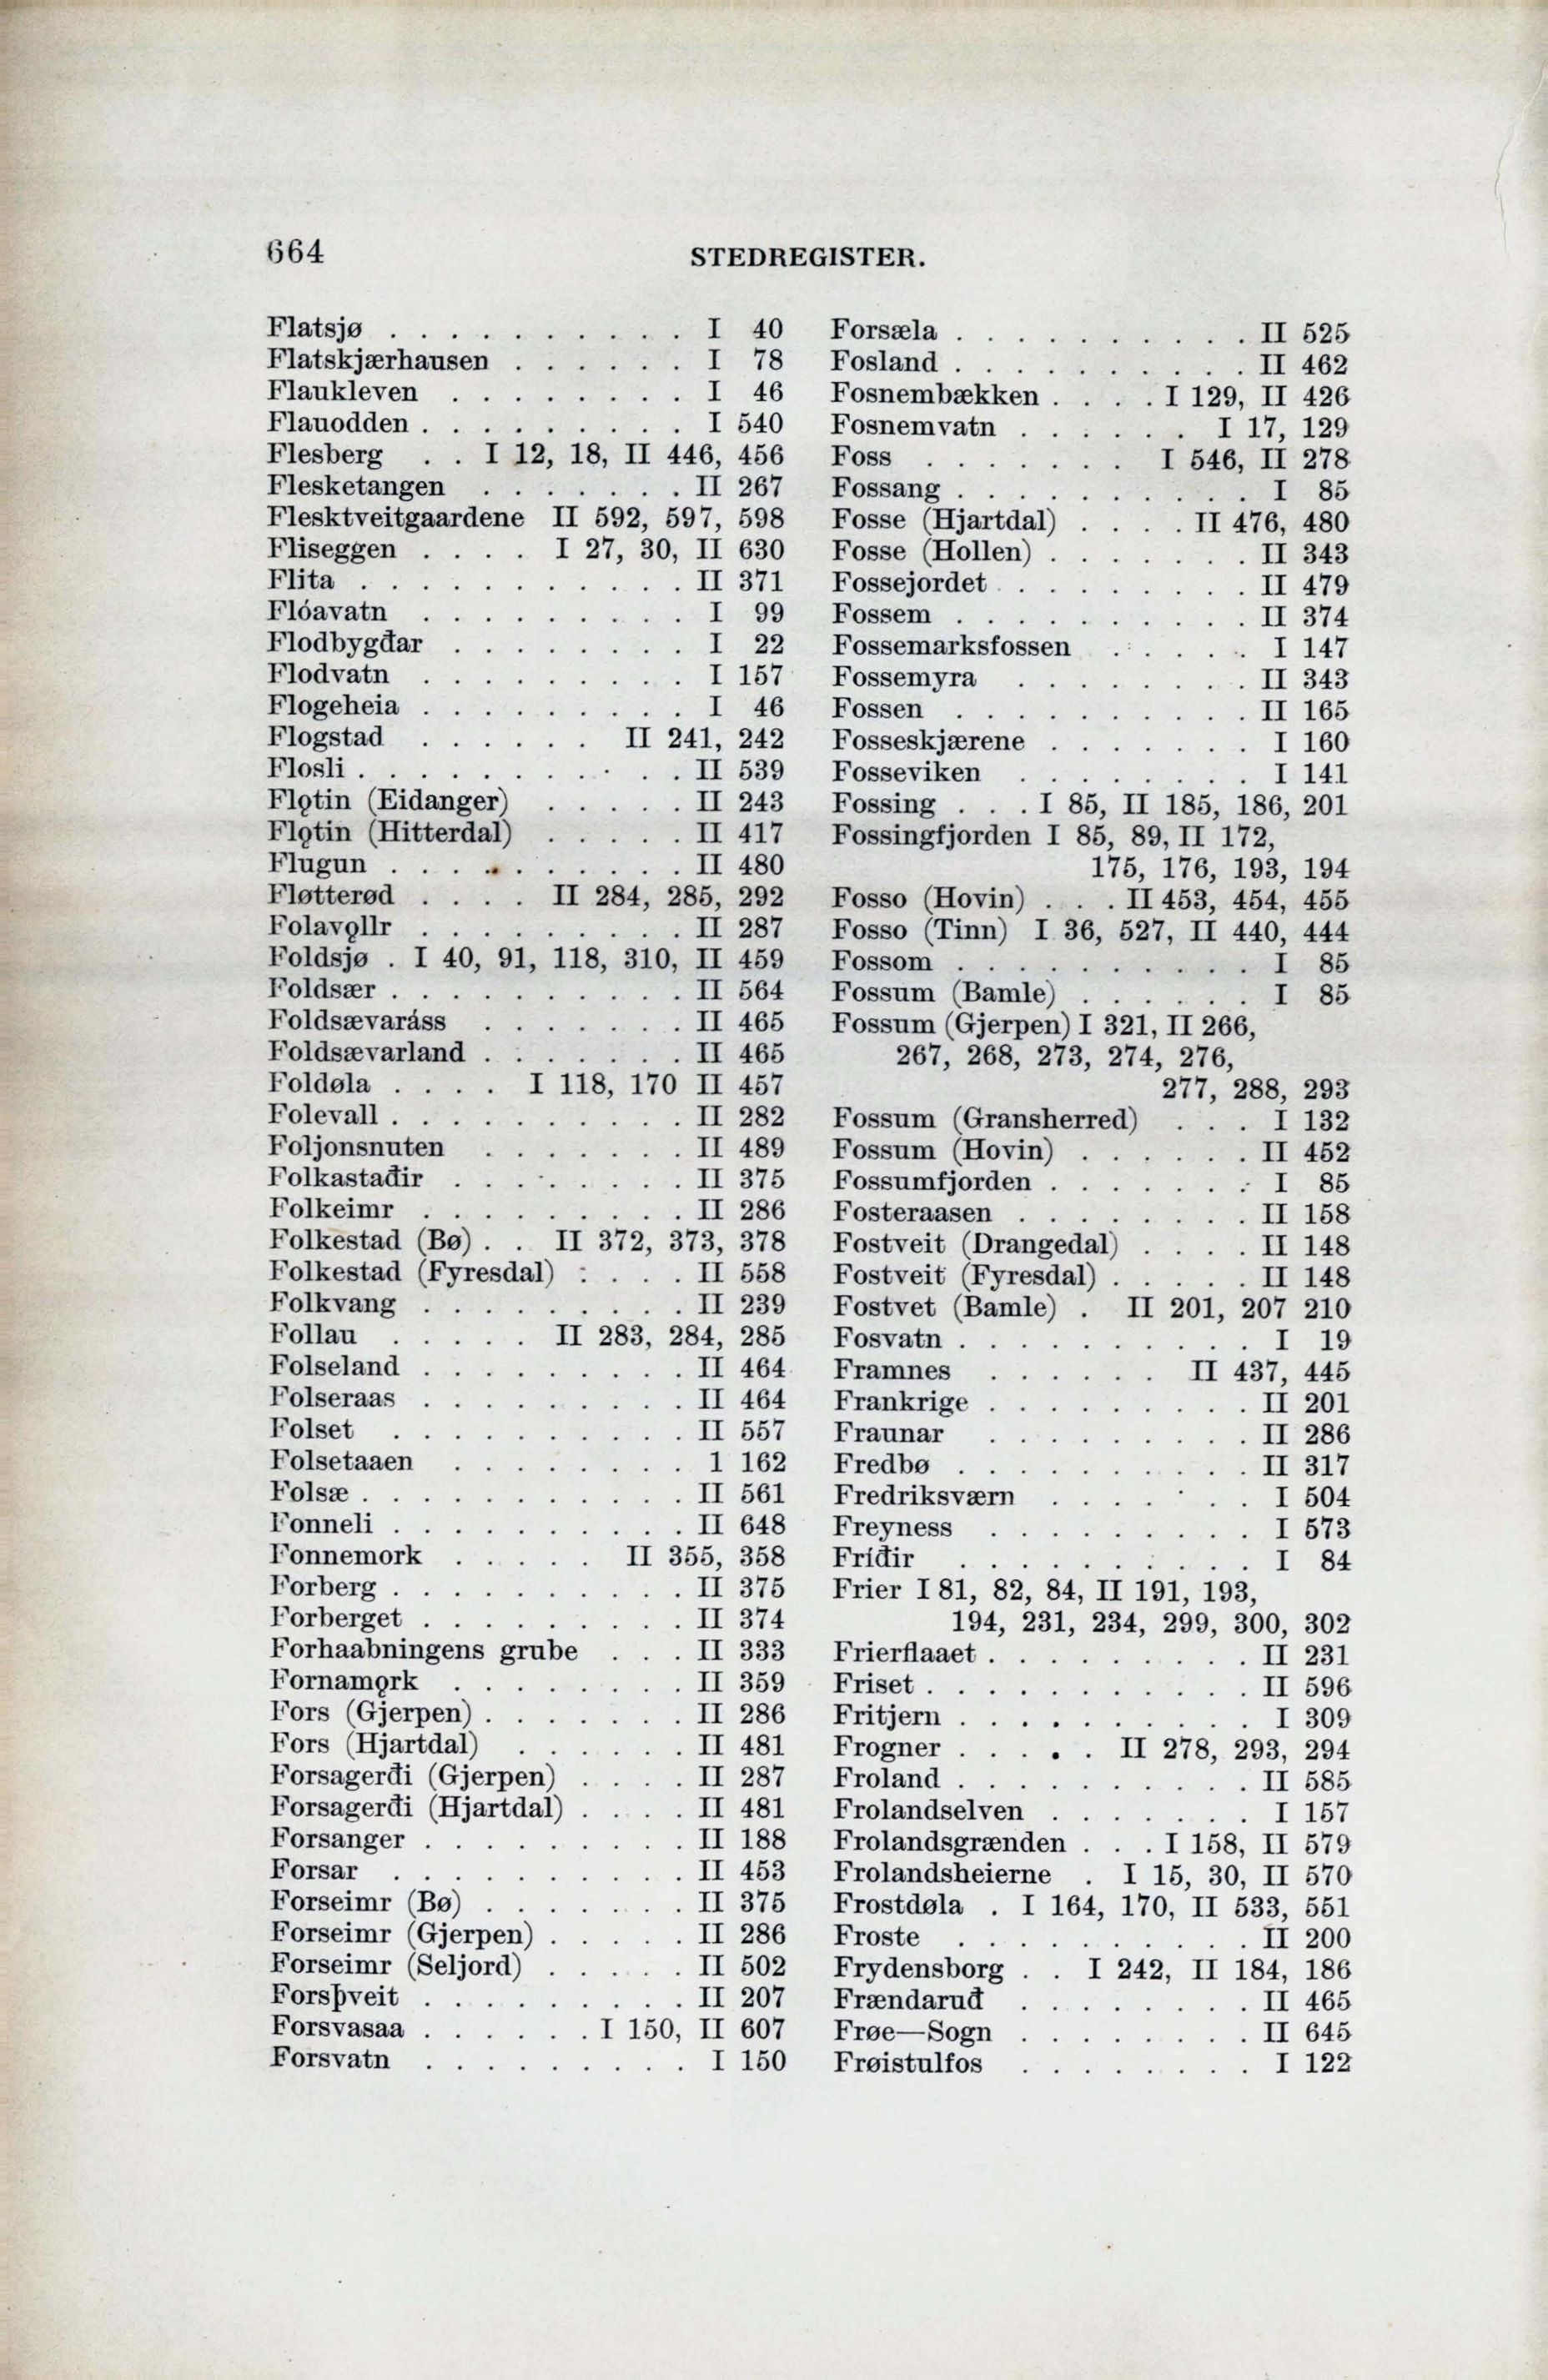 664
STEDREGISTER.
Flatsjø . . . . . . . . . . I 40
Flatskjærhausen . . . . . . I 78
Flaukleven . . . . . . . . I 46
Flauodden . . . . . . . . . I 540
Flesberg . . I 12, 18, II 446, 456
Flesketangen . . . . . . . II 267
Flesktveitgaardene II 592, 597, 598
Fliseggen . . . . I 27, 30, II 630
Flita . . . . . . . . . . . II 371
Flóavatn . . . . . . . . . I 99
Flodbygðar . . . . . . . . I 22
Flodvatn . . . . . . . . . I 157
Flogeheia . . . . . . . . . I 46
Flogstad . . . . . . II 241, 242
Flosli . . . . . . . . . . . II 539
Flǫtin (Eidanger) . . . . . II 243
Flǫtin (Hitterdal) . . . . . II 417
Flugun . . . . . . . . . . II 480
Fløtterød . . . . II 284, 285, 292
Folavǫllr . . . . . . . . . II 287
Foldsjø . I 40, 91, 118, 310, II 459
Foldsær . . . . . . . . . . II 564
Foldsævaráss . . . . . . . II 465
Foldsævarland . . . . . . . II 465
Foldøla . . . . I 118, 170 II 457
Folevall . . . . . . . . . . II 282
Foljonsnuten . . . . . . . II 489
Folkastaðir . . . . . . . . II 375
Folkeimr . . . . . . . . . II 286
Folkestad (Bø) . . II 372, 373, 378
Folkestad (Fyresdal) : . . . II 558
Folkvang . . . . . . . . . II 239
Follau . . . . . II 283, 284, 285
Folseland . . . . . . . . . II 464
Folseraas . . . . . . . . . II 464
Folset . . . . . . . . . . II 557
Folsetaaen . . . . . . . . 1 162
Folsæ . . . . . . . . . . . II 561
Fonneli . . . . . . . . . . II 648
Fonnemork . . . . . II 355, 358
Forberg . . . . . . . . . . II 375
Forberget . . . . . . . . . II 374
Forhaabningens grube . . . II 333
Fornamǫrk . . . . . . . . II 359
Fors (Gjerpen) . . . . . . . II 286
Fors (Hjartdal) . . . . . . II 481
Forsagerði (Gjerpen) . . . . II 287
Forsagerði (Hjartdal) . . . . II 481
Forsanger . . . . . . . . . II 188
Forsar . . . . . . . . . . II 453
Forseimr (Bø) . . . . . . . II 375
Forseimr (Gjerpen) . . . . . II 286
Forseimr (Seljord) . . . . . II 502
Forsþveit . . . . . . . . . II 207
Forsvasaa . . . . . . I 150, II 607
Forsvatn . . . . . . . . . I 150
Forsæla . . . . . . . . . . II 525
Fosland . . . . . . . . . . II 462
Fosnembækken . . . . I 129, II 426
Fosnemvatn . . . . . . I 17, 129
Foss . . . . . . . I 546, II 278
Fossang . . . . . . . . . . I 85
Fosse (Hjartdal) . . . . II 476, 480
Fosse (Hollen) . . . . . . . II 343
Fossejordet . . . . . . . . II 479
Fossem . . . . . . . . . . II 374
Fossemarksfossen . . . . . I 147
Fossemyra . . . . . . . . II 343
Fossen . . . . . . . . . . II 165
Fosseskjærene . . . . . . . I 160
Fosseviken . . . . . . . . I 141
Fossing . . . I 85, II 185, 186, 201
Fossingfjorden I 85, 89, II 172,
175, 176, 193, 194
Fosso (Hovin) . . . II 453, 454, 455
Fosso (Tinn) I 36, 527, II 440, 444
Fossom . . . . . . . . . . I 85
Fossum (Bamle) . . . . . . I 85
Fossum (Gjerpen) I 321, II 266,
267, 268, 273, 274, 276,
277, 288, 293
Fossum (Gransherred) . . . I 132
Fossum (Hovin) . . . . . . II 452
Fossumfjorden . . . . . . : I 85
Fosteraasen . . . . . . . . II 158
Fostveit (Drangedal) . . . . II 148
Fostveit (Fyresdal) . . . . . II 148
Fostvet (Bamle) . II 201, 207 210
Fosvatn . . . . . . . . . . I 19
Framnes . . . . . . II 437, 445
Frankrige . . . . . . . . . II 201
Fraunar . . . . . . . . . II 286
Fredbø . . . . . . . . . . II 317
Fredriksværn . . . . . . . I 504
Freyness . . . . . . . . . I 573
Fríðir . . . . . . . . . . I 84
Frier I 81, 82, 84, II 191, 193,
194, 231, 234, 299, 300, 302
Frierflaaet . . . . . . . . . II 231
Friset . . . . . . . . . . . II 596
Fritjern . . . . . . . . . . I 309
Frogner . . . . . II 278, 293, 294
Froland . . . . . . . . . . II 585
Frolandselven . . . . . . . I 157
Frolandsgrænden . . . I 158, II 579
Frolandsheierne . I 15, 30, II 570
Frostdøla . I 164, 170, II 533, 551
Froste . . . . . . . . . . II 200
Frydensborg . . I 242, II 184, 186
Frændaruð . . . . . . . . II 465
Frøe—Sogn . . . . . . . . II 645
Frøistulfos . . . . . . . . I 122